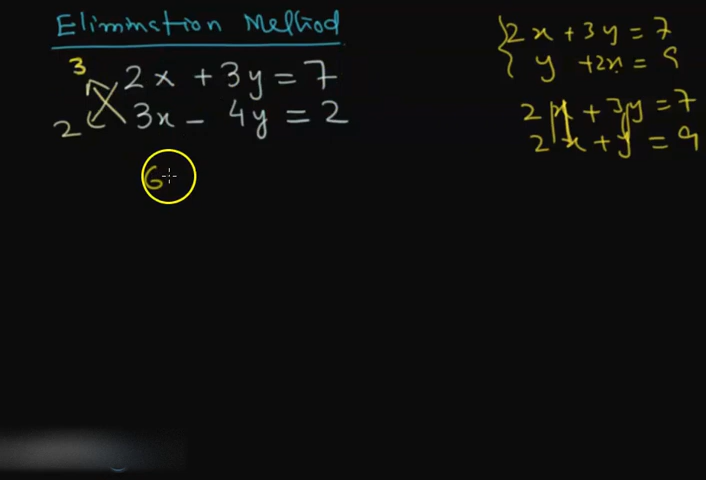 Elimination Method
3 2x + 3y = 7
2 3x - 4y = 2
6
2x + 3y = 7
y + 2x = 9
2x + 3y = 7
2x + y = 9